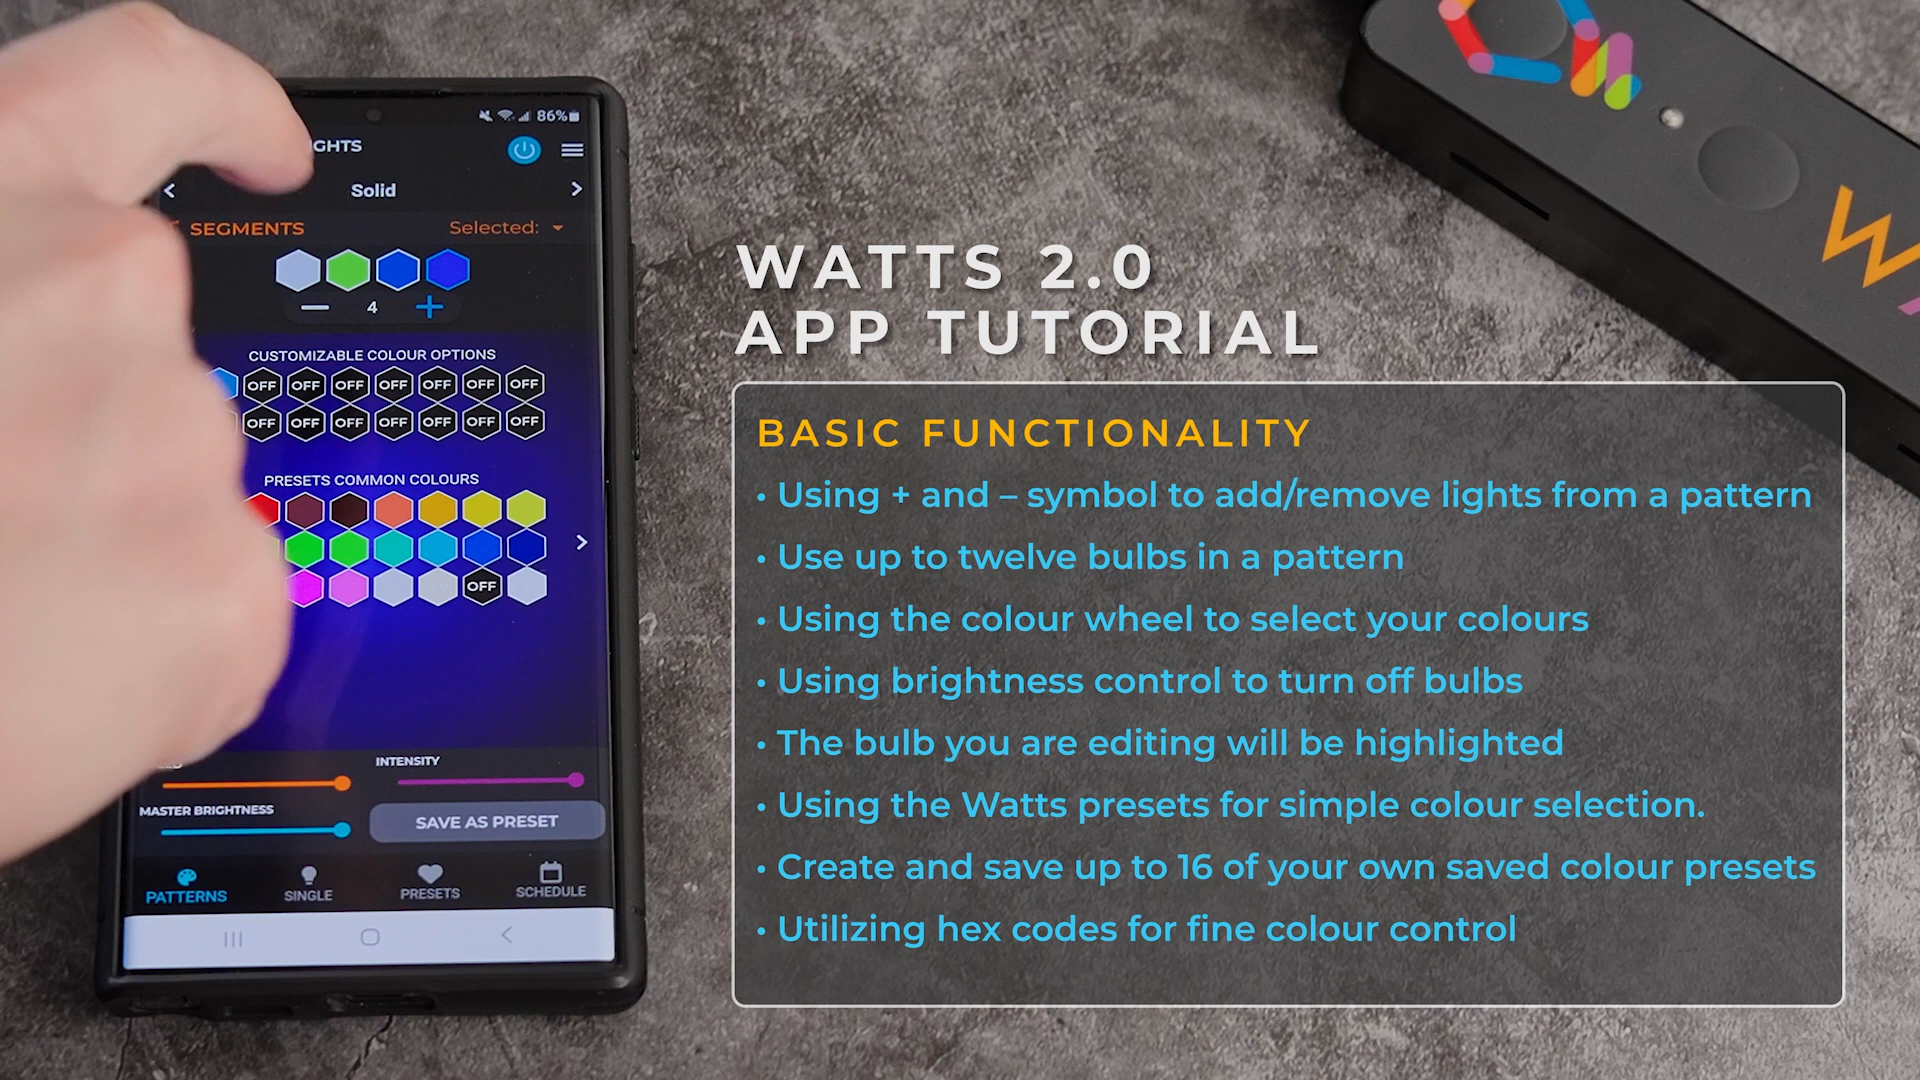 86%
GHTS
Solid
SEGMENTS
Selected:
4
CUSTOMIZABLE COLOUR OPTIONS
OFF OFF OFF OFF OFF OFF OFF
OFF OFF OFF OFF OFF OFF OFF
PRESETS COMMON COLOURS
OFF
INTENSITY
MASTER BRIGHTNESS
SAVE AS PRESET
PATTERNS SINGLE PRESETS SCHEDULE
WATTS 2.0
APP TUTORIAL
BASIC FUNCTIONALITY
• Using + and – symbol to add/remove lights from a pattern
• Use up to twelve bulbs in a pattern
• Using the colour wheel to select your colours
• Using brightness control to turn off bulbs
• The bulb you are editing will be highlighted
• Using the Watts presets for simple colour selection.
• Create and save up to 16 of your own saved colour presets
• Utilizing hex codes for fine colour control